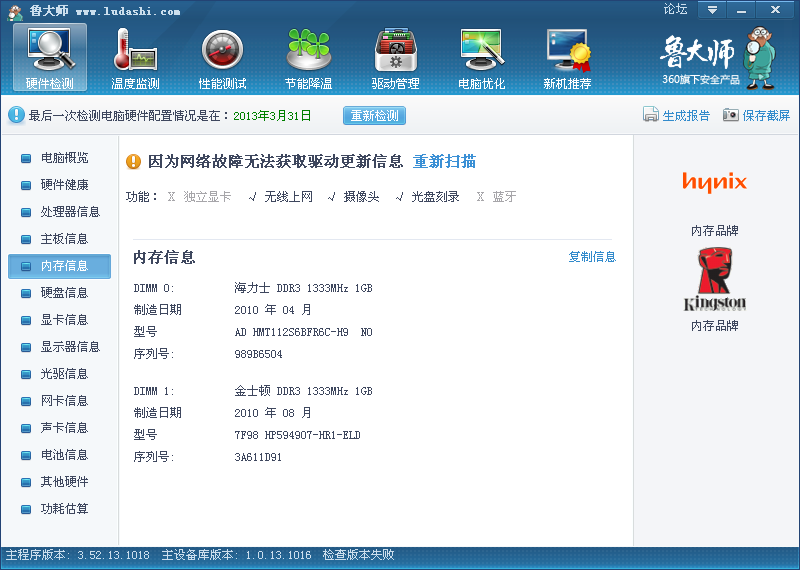 鲁大师 www.ludashi.com 论坛
硬件检测 温度监测 性能测试 节能降温 驱动管理 电脑优化 新机推荐
鲁大师
360旗下安全产品
最后一次检测电脑硬件配置情况是在：2013年3月31日 重新检测 生成报告 保存截屏
电脑概览
硬件健康
处理器信息
主板信息
内存信息
硬盘信息
显卡信息
显示器信息
光驱信息
网卡信息
声卡信息
电池信息
其他硬件
功耗估算
因为网络故障无法获取驱动更新信息 重新扫描
功能： X 独立显卡 √ 无线上网 √ 摄像头 √ 光盘刻录 X 蓝牙
内存信息 复制信息
DIMM 0: 海力士 DDR3 1333MHz 1GB
制造日期 2010 年 04 月
型号 AD HMT112S6BFR6C-H9 N0
序列号: 989B6504
DIMM 1: 金士顿 DDR3 1333MHz 1GB
制造日期 2010 年 08 月
型号 7F98 HP594907-HR1-ELD
序列号: 3A611D91
hynix
内存品牌
Kingston
TECHNOLOGY
内存品牌
主程序版本: 3.52.13.1018 主设备库版本: 1.0.13.1016 检查版本失败